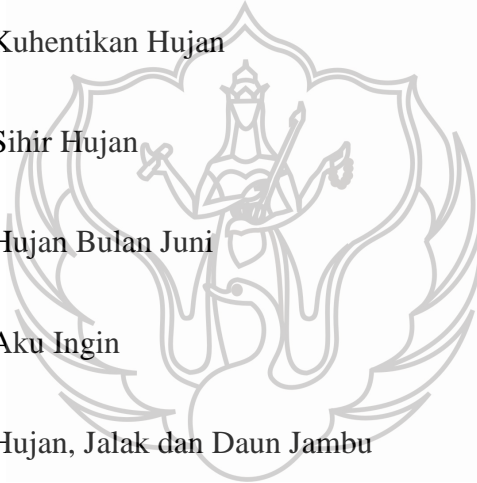 Kuhentikan Hujan
Sihir Hujan
Hujan Bulan Juni
Aku Ingin
Hujan, Jalak dan Daun Jambu